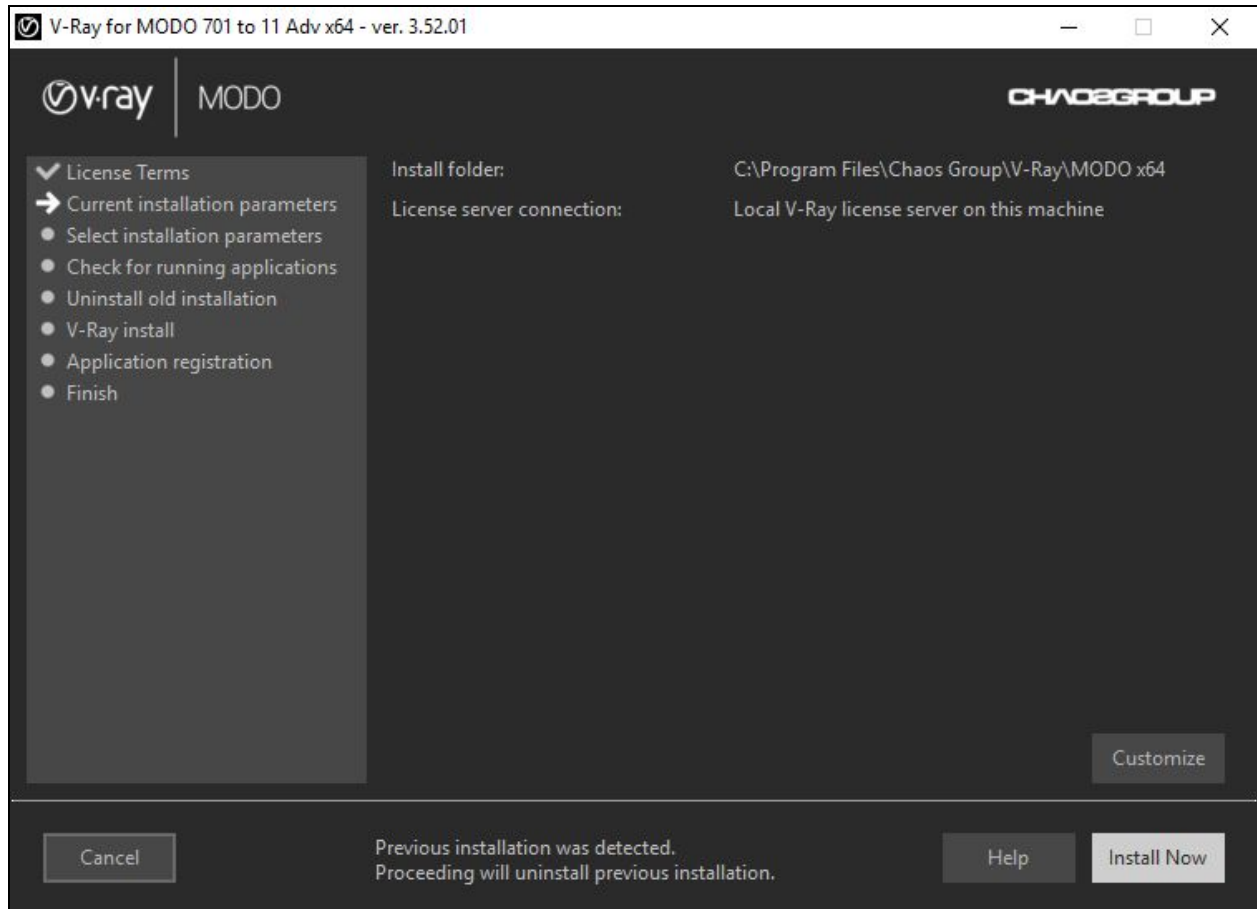 V-Ray for MODO 701 to 11 Adv x64 - ver. 3.52.01
v·ray
MODO
CHAOSGROUP
License Terms
Current installation parameters
Select installation parameters
Check for running applications
Uninstall old installation
V-Ray install
Application registration
Finish
Install folder: C:\Program Files\Chaos Group\V-Ray\MODO x64
License server connection: Local V-Ray license server on this machine
Customize
Cancel
Previous installation was detected.
Proceeding will uninstall previous installation.
Help
Install Now